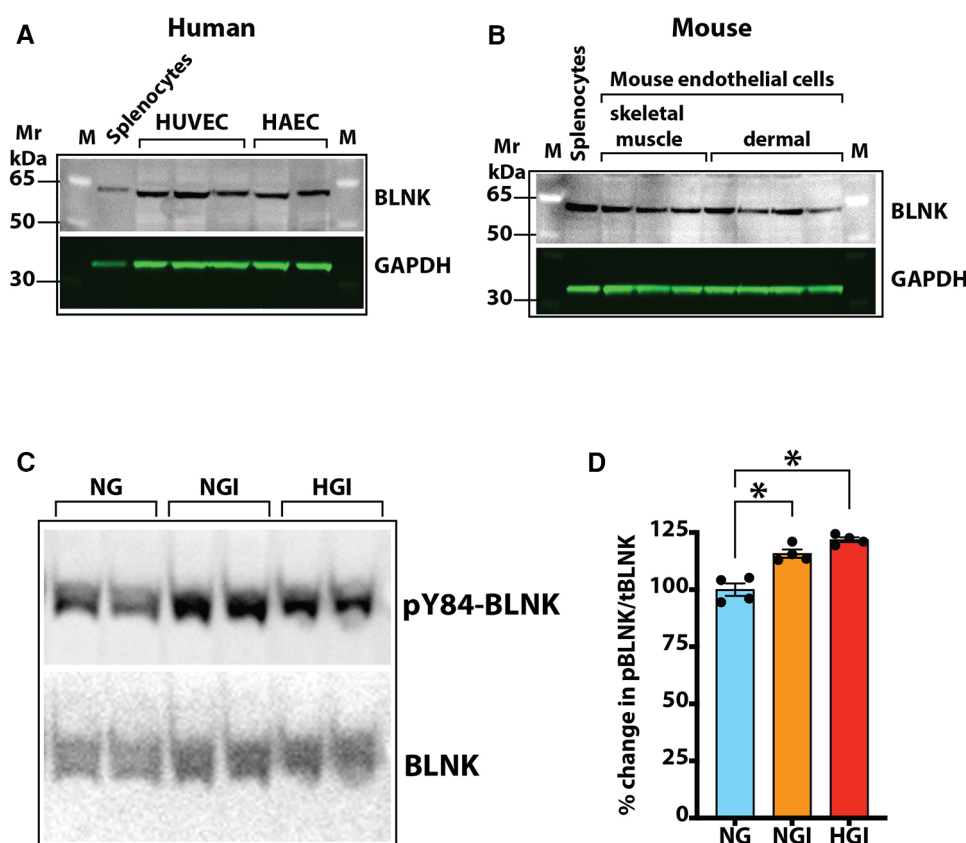 A
Human
Splenocytes
HUVEC
HAEC
Mr
M
M
kDa
65
50
30
BLNK
GAPDH
B
Mouse
Splenocytes
Mouse endothelial cells
skeletal
muscle
dermal
Mr
M
M
kDa
65
50
30
BLNK
GAPDH
C
NG
NGI
HGI
pY84-BLNK
BLNK
D
*
*
% change in pBLNK/tBLNK
125
100
75
50
25
0
NG
NGI
HGI